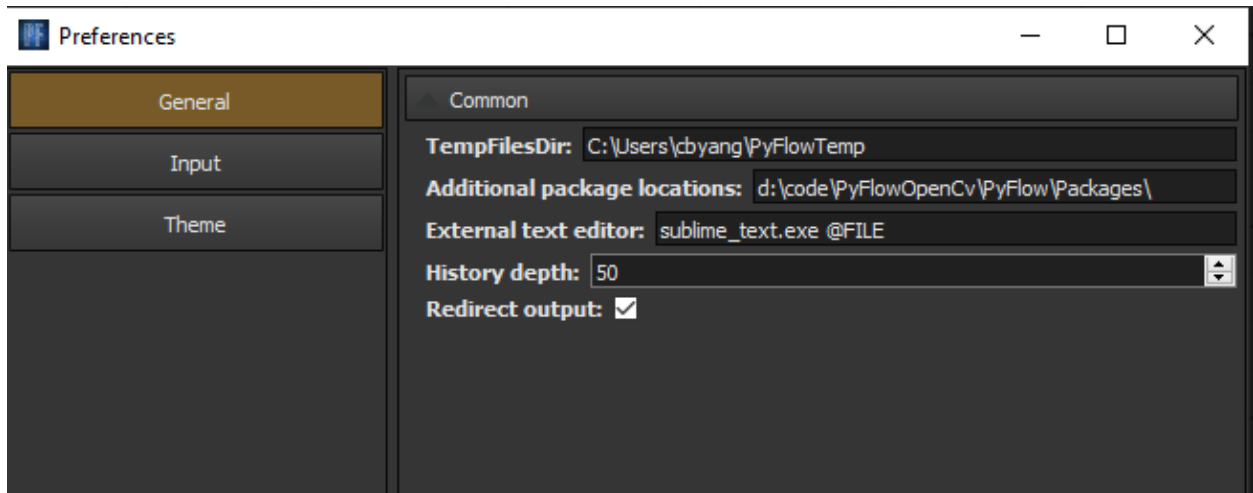 PF Preferences
General
Input
Theme
Common
TempFilesDir: C:\Users\cbyang\PyFlowTemp
Additional package locations: d:\code\PyFlowOpenCv\PyFlow\Packages\
External text editor: sublime_text.exe @FILE
History depth: 50
Redirect output: